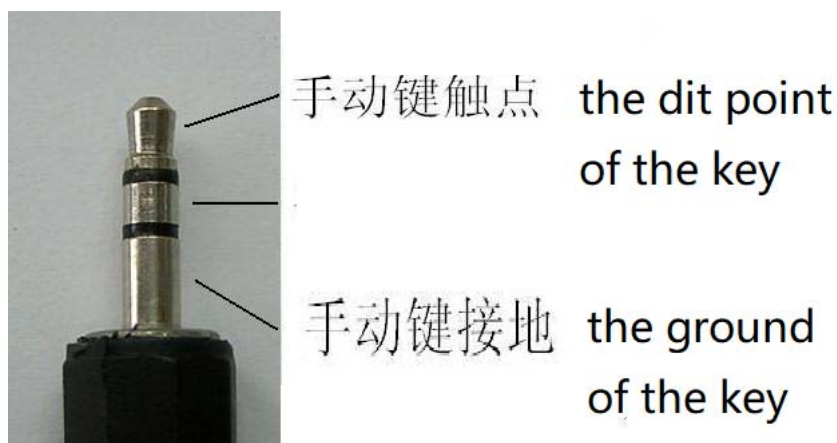 手动键触点
the dit point
of the key
手动键接地
the ground
of the key